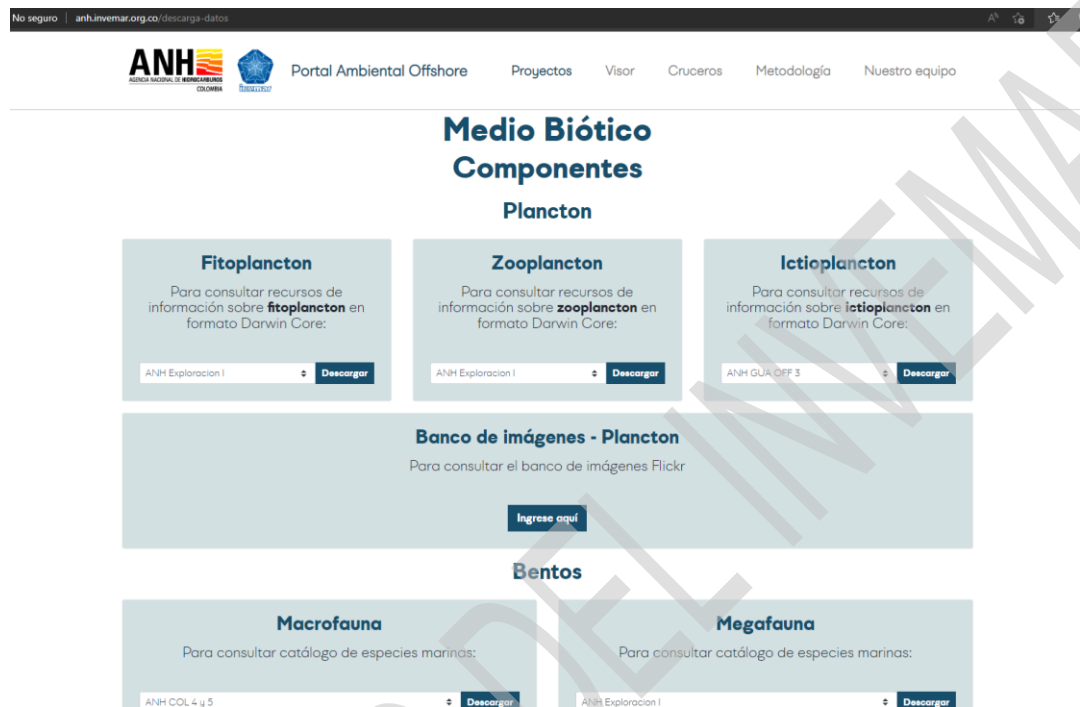 No seguro | anh.invemar.org.co/descarga-datos
ANH
AGENCIA NACIONAL DE HIDROCARBUROS
COLOMBIA
invemar
Portal Ambiental Offshore
Proyectos
Visor
Cruceros
Metodología
Nuestro equipo
Medio Biótico
Componentes
Plancton
Fitoplancton
Para consultar recursos de
información sobre fitoplancton en
formato Darwin Core:
ANH Exploracion I
Descargar
Zooplancton
Para consultar recursos de
información sobre zooplancton en
formato Darwin Core:
ANH Exploracion I
Descargar
Ictioplancton
Para consultar recursos de
información sobre ictioplancton en
formato Darwin Core:
ANH GUA OFF 3
Descargar
Banco de imágenes - Plancton
Para consultar el banco de imágenes Flickr
Ingrese aquí
Bentos
Macrofauna
Para consultar catálogo de especies marinas:
ANH COL 4 y 5
Descargar
Megafauna
Para consultar catálogo de especies marinas:
ANH Exploracion I
Descargar
DEL INVEMA